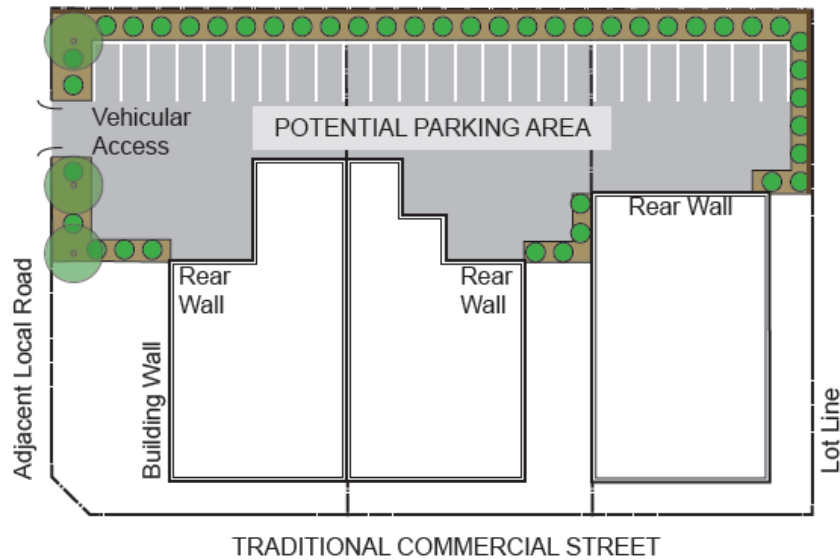 Vehicular
Access
POTENTIAL PARKING AREA
Rear Wall
Rear
Wall
Rear
Wall
Adjacent Local Road
Building Wall
Lot Line
TRADITIONAL COMMERCIAL STREET